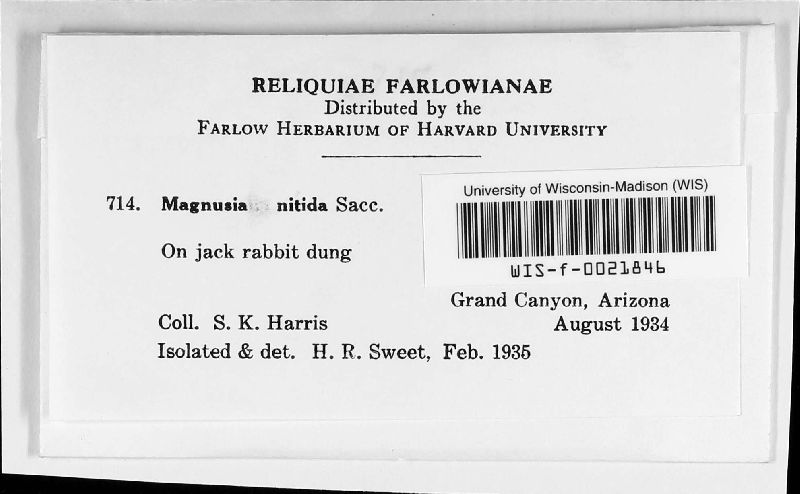 RELIQUIAE FARLOWIANAE
Distributed by the
FARLOW HERBARIUM OF HARVARD UNIVERSITY
714. Magnusia nitida Sacc.
University of Wisconsin-Madison (WIS)
WIS-f-0021846
On jack rabbit dung
Grand Canyon, Arizona
Coll. S. K. Harris August 1934
Isolated & det. H. R. Sweet, Feb. 1935